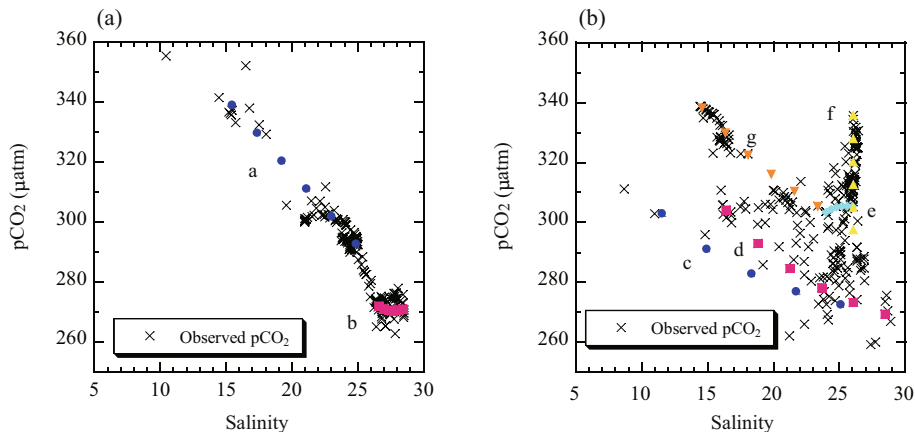 (a)
360
340
320
300
280
260
pCO₂ (µatm)
a
b
× Observed pCO₂
5 10 15 20 25 30
Salinity
(b)
360
340
320
300
280
260
pCO₂ (µatm)
f
g
e
d
c
× Observed pCO₂
5 10 15 20 25 30
Salinity